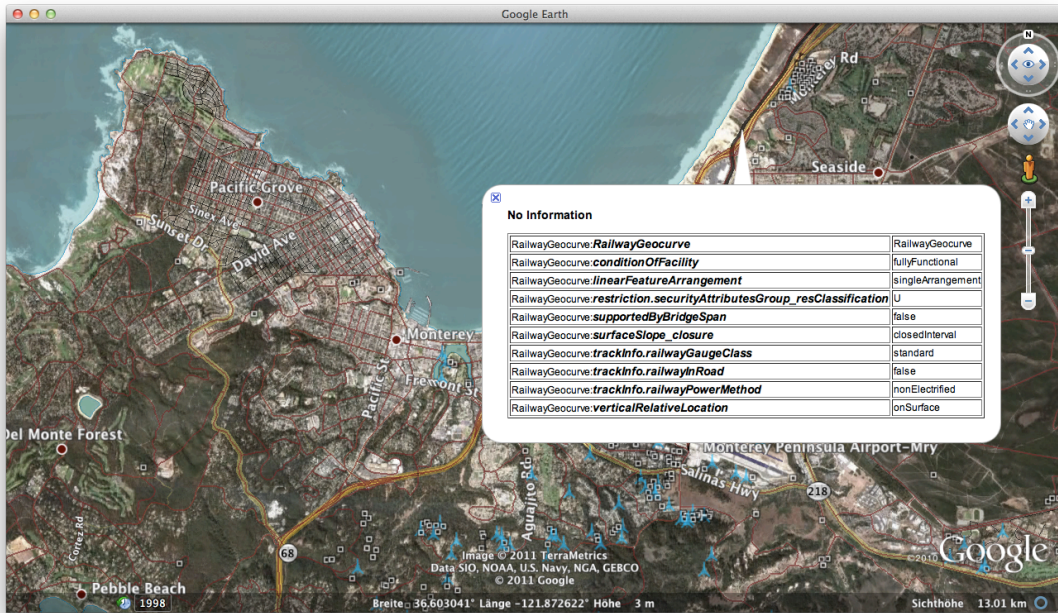 Google Earth
N
Monterey Rd
Seaside
Pacific Grove
Sinex Ave
Sunset Dr
David Ave
No Information
RailwayGeocurve:RailwayGeocurve RailwayGeocurve
RailwayGeocurve:conditionOfFacility fullyFunctional
RailwayGeocurve:linearFeatureArrangement singleArrangement
RailwayGeocurve:restriction.securityAttributesGroup_resClassification U
RailwayGeocurve:supportedByBridgeSpan false
RailwayGeocurve:surfaceSlope_closure closedInterval
RailwayGeocurve:trackInfo.railwayGaugeClass standard
RailwayGeocurve:trackInfo.railwayInRoad false
RailwayGeocurve:trackInfo.railwayPowerMethod nonElectrified
RailwayGeocurve:verticalRelativeLocation onSurface
Monterey
Pacific St
Fremont St
Del Monte Forest
Monterey Peninsula Airport-Mry
Aguajito Rd
Salinas Hwy
218
Cortez Rd
68
Image © 2011 TerraMetrics
Data SIO, NOAA, U.S. Navy, NGA, GEBCO
© 2011 Google
©2010 Google
Pebble Beach
1998
Breite 36.603041° Länge -121.872622° Höhe 3 m
Sichthöhe 13.01 km